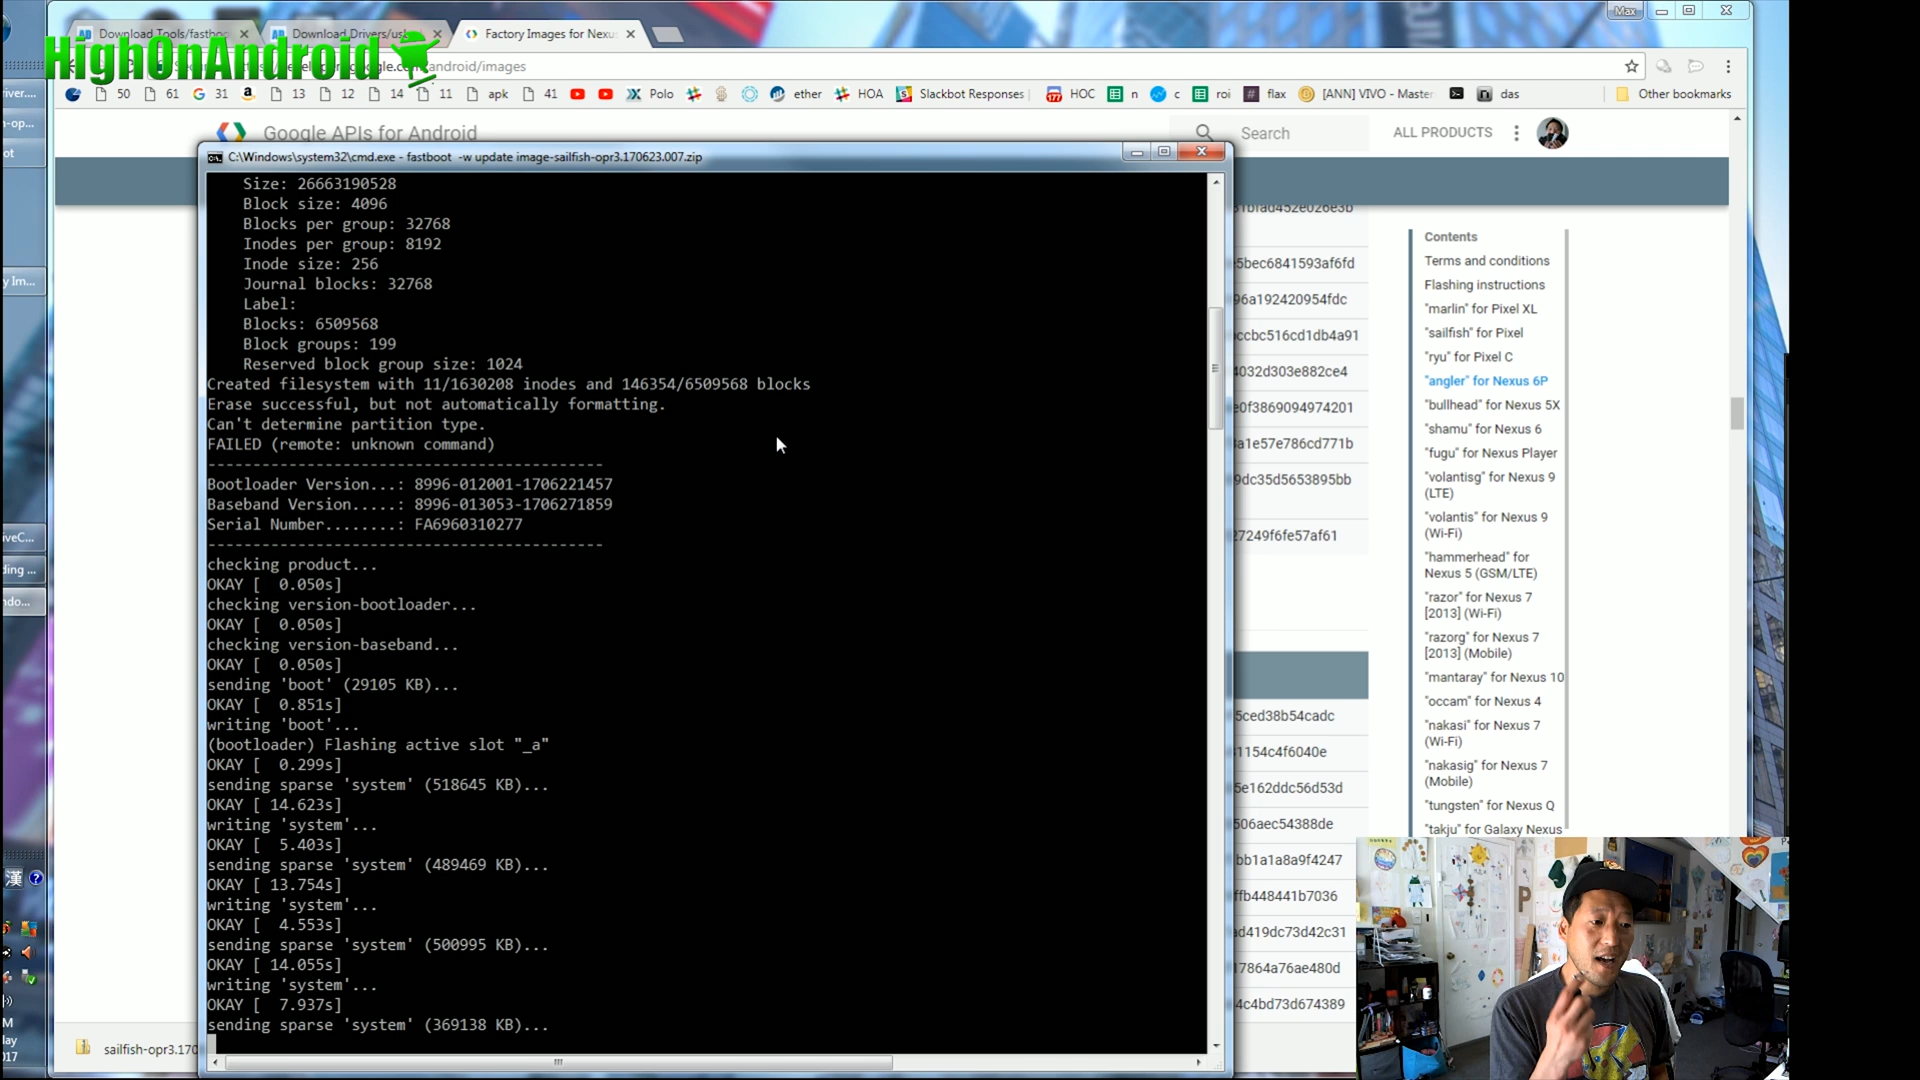 Max
Download Tools/fastboo
Download Drivers/us
Factory Images for Nexu
HighOnAndroid
android/images
50
61
31
13
12
14
11
apk
41
Polo
ether
HOA
Slackbot Responses
HOC
n
c
roi
flax
[ANN] VIVO - Master
das
Other bookmarks
Google APIs for Android
Search
ALL PRODUCTS
C:\Windows\system32\cmd.exe - fastboot -w update image-sailfish-opr3.170623.007.zip
Size: 26663190528
Block size: 4096
Blocks per group: 32768
Inodes per group: 8192
Inode size: 256
Journal blocks: 32768
Label:
Blocks: 6509568
Block groups: 199
Reserved block group size: 1024
Created filesystem with 11/1630208 inodes and 146354/6509568 blocks
Erase successful, but not automatically formatting.
Can't determine partition type.
FAILED (remote: unknown command)
-------------------------------------------
Bootloader Version...: 8996-012001-1706221457
Baseband Version.....: 8996-013053-1706271859
Serial Number........: FA6960310277
-------------------------------------------
checking product...
OKAY [  0.050s]
checking version-bootloader...
OKAY [  0.050s]
checking version-baseband...
OKAY [  0.050s]
sending 'boot' (29105 KB)...
OKAY [  0.851s]
writing 'boot'...
(bootloader) Flashing active slot "_a"
OKAY [  0.299s]
sending sparse 'system' (518645 KB)...
OKAY [ 14.623s]
writing 'system'...
OKAY [  5.403s]
sending sparse 'system' (489469 KB)...
OKAY [ 13.754s]
writing 'system'...
OKAY [  4.553s]
sending sparse 'system' (500995 KB)...
OKAY [ 14.055s]
writing 'system'...
OKAY [  7.937s]
sending sparse 'system' (369138 KB)...
5bec6841593af6fd
96a192420954fdc
ccbc516cd1db4a91
4032d303e882ce4
e0f3869094974201
a1e57e786cd771b
9dc35d5653895bb
27249f6fe57af61
5ced38b54cadc
31154c4f6040e
5e162ddc56d53d
506aec54388de
bb1a1a8a9f4247
ffb448441b7036
ad419dc73d42c31
17864a76ae480d
4c4bd73d674389
Contents
Terms and conditions
Flashing instructions
"marlin" for Pixel XL
"sailfish" for Pixel
"ryu" for Pixel C
"angler" for Nexus 6P
"bullhead" for Nexus 5X
"shamu" for Nexus 6
"fugu" for Nexus Player
"volantisg" for Nexus 9
(LTE)
"volantis" for Nexus 9
(Wi-Fi)
"hammerhead" for
Nexus 5 (GSM/LTE)
"razor" for Nexus 7
[2013] (Wi-Fi)
"razorg" for Nexus 7
[2013] (Mobile)
"mantaray" for Nexus 10
"occam" for Nexus 4
"nakasi" for Nexus 7
(Wi-Fi)
"nakasig" for Nexus 7
(Mobile)
"tungsten" for Nexus Q
"takju" for Galaxy Nexus
sailfish-opr3.170
漢